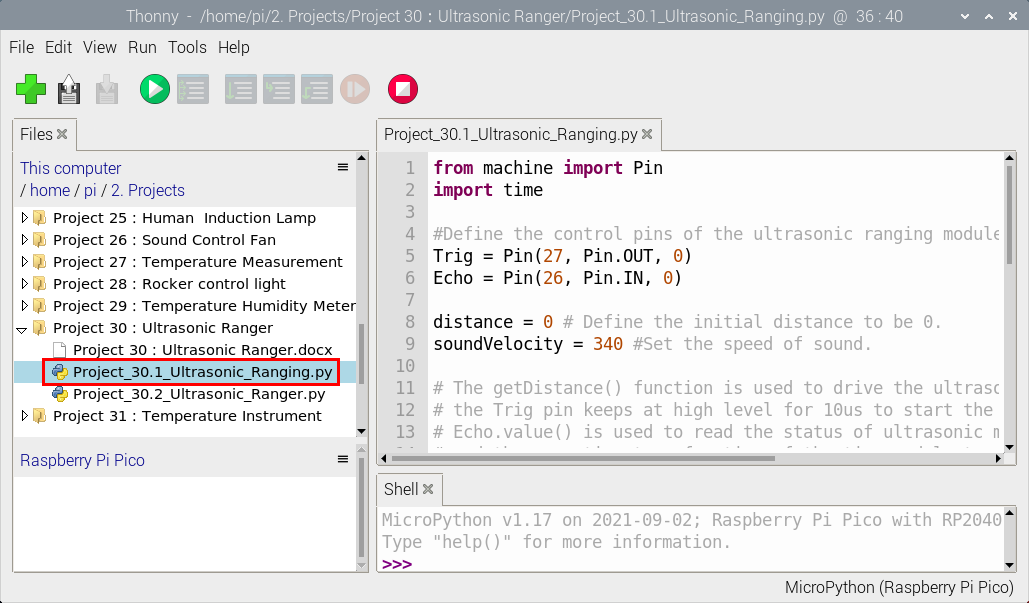 Thonny - /home/pi/2. Projects/Project 30 : Ultrasonic Ranger/Project_30.1_Ultrasonic_Ranging.py @ 36 : 40
File Edit View Run Tools Help
Files
This computer
/ home / pi / 2. Projects
Project 25 : Human Induction Lamp
Project 26 : Sound Control Fan
Project 27 : Temperature Measurement
Project 28 : Rocker control light
Project 29 : Temperature Humidity Meter
Project 30 : Ultrasonic Ranger
Project 30 : Ultrasonic Ranger.docx
Project_30.1_Ultrasonic_Ranging.py
Project_30.2_Ultrasonic_Ranger.py
Project 31 : Temperature Instrument
Raspberry Pi Pico
Project_30.1_Ultrasonic_Ranging.py
1 from machine import Pin
2 import time
3
4 #Define the control pins of the ultrasonic ranging module
5 Trig = Pin(27, Pin.OUT, 0)
6 Echo = Pin(26, Pin.IN, 0)
7
8 distance = 0 # Define the initial distance to be 0.
9 soundVelocity = 340 #Set the speed of sound.
10
11 # The getDistance() function is used to drive the ultraso
12 # the Trig pin keeps at high level for 10us to start the
13 # Echo.value() is used to read the status of ultrasonic m
Shell
MicroPython v1.17 on 2021-09-02; Raspberry Pi Pico with RP2040
Type "help()" for more information.
>>>
MicroPython (Raspberry Pi Pico)